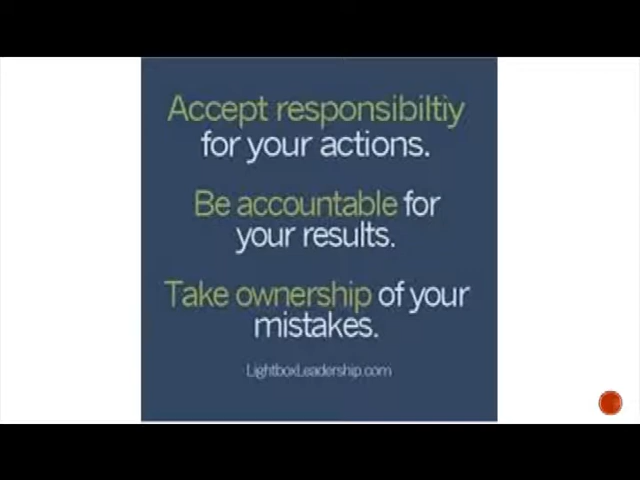 Accept responsibiltiy
for your actions.
Be accountable for
your results.
Take ownership of your
mistakes.
LightboxLeadership.com